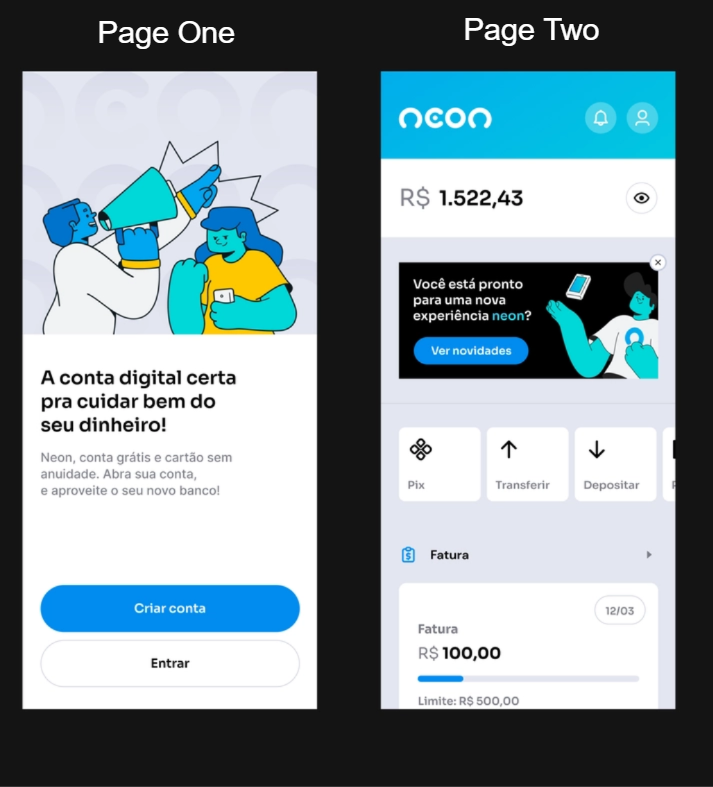 Page One
Page Two
A conta digital certa
pra cuidar bem do
seu dinheiro!
Neon, conta grátis e cartão sem
anuidade. Abra sua conta,
e aproveite o seu novo banco!
Criar conta
Entrar
neon
R$ 1.522,43
Você está pronto
para uma nova
experiência neon?
Ver novidades
Pix
Transferir
Depositar
Fatura
12/03
Fatura
R$ 100,00
Limite: R$ 500,00